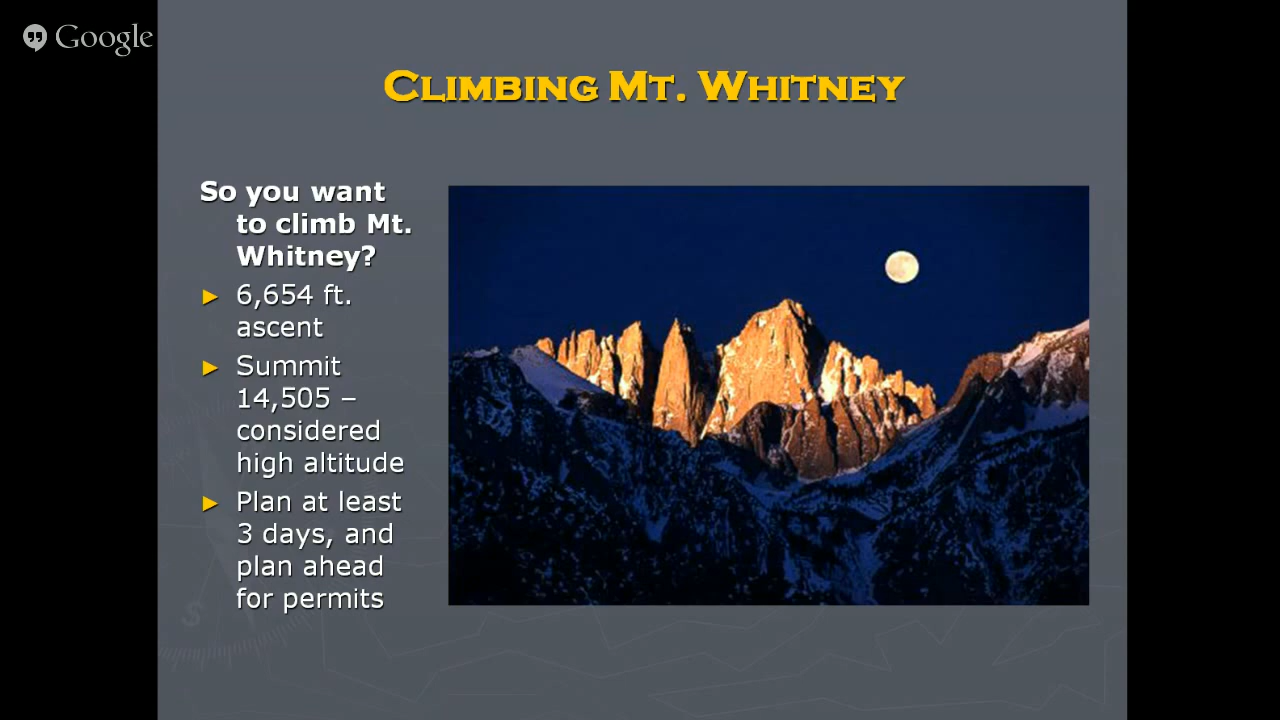 Google
CLIMBING MT. WHITNEY
So you want
to climb Mt.
Whitney?
► 6,654 ft.
ascent
► Summit
14,505 –
considered
high altitude
► Plan at least
3 days, and
plan ahead
for permits
S